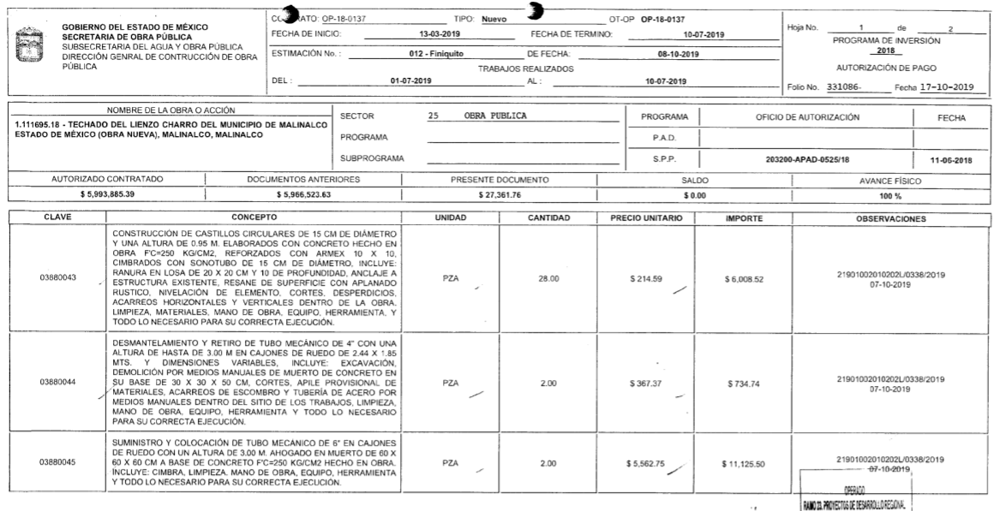 GOBIERNO DEL ESTADO DE MÉXICO
SECRETARIA DE OBRA PÚBLICA
SUBSECRETARIA DEL AGUA Y OBRA PÚBLICA
DIRECCIÓN GENRAL DE CONTRUCCIÓN DE OBRA
PÚBLICA
OP-18-0137 TIPO: Nuevo OT-OP OP-18-0137
FECHA DE INICIO: 13-03-2019 FECHA DE TERMINO: 10-07-2019
ESTIMACIÓN No. : 012 - Finiquito DE FECHA: 08-10-2019
TRABAJOS REALIZADOS
DEL : 01-07-2019 AL : 10-07-2019
Hoja No. 1 de 2
PROGRAMA DE INVERSIÓN
2018
AUTORIZACIÓN DE PAGO
Folio No. 331086- Fecha 17-10-2019
NOMBRE DE LA OBRA O ACCIÓN
1.111695.18 - TECHADO DEL LIENZO CHARRO DEL MUNICIPIO DE MALINALCO
ESTADO DE MÉXICO (OBRA NUEVA), MALINALCO, MALINALCO
SECTOR 25 OBRA PUBLICA
PROGRAMA
SUBPROGRAMA
PROGRAMA OFICIO DE AUTORIZACIÓN FECHA
P.A.D.
S.P.P. 203200-APAD-0525/18 11-06-2018
AUTORIZADO CONTRATADO DOCUMENTOS ANTERIORES PRESENTE DOCUMENTO SALDO AVANCE FÍSICO
$ 5,993,885.39 $ 5,966,523.63 $ 27,361.76 $ 0.00 100 %
CLAVE CONCEPTO UNIDAD CANTIDAD PRECIO UNITARIO IMPORTE OBSERVACIONES
CONSTRUCCIÓN DE CASTILLOS CIRCULARES DE 15 CM DE DIÁMETRO
Y UNA ALTURA DE 0.95 M. ELABORADOS CON CONCRETO HECHO EN
OBRA F'C=250 KG/CM2, REFORZADOS CON ARMEX 10 X 10,
CIMBRADOS CON SONOTUBO DE 15 CM DE DIÁMETRO, INCLUYE:
RANURA EN LOSA DE 20 X 20 CM Y 10 DE PROFUNDIDAD, ANCLAJE A
ESTRUCTURA EXISTENTE, RESANE DE SUPERFICIE CON APLANADO
RUSTICO, NIVELACIÓN DE ELEMENTO, CORTES, DESPERDICIOS,
ACARREOS HORIZONTALES Y VERTICALES DENTRO DE LA OBRA.
LIMPIEZA, MATERIALES, MANO DE OBRA, EQUIPO, HERRAMIENTA, Y
TODO LO NECESARIO PARA SU CORRECTA EJECUCIÓN.
03880043 PZA 28.00 $ 214.59 $ 6,008.52 21901002010202L/0338/2019
07-10-2019
DESMANTELAMIENTO Y RETIRO DE TUBO MECÁNICO DE 4" CON UNA
ALTURA DE HASTA DE 3.00 M EN CAJONES DE RUEDO DE 2.44 X 1.85
MTS. Y DIMENSIONES VARIABLES, INCLUYE: EXCAVACIÓN,
DEMOLICIÓN POR MEDIOS MANUALES DE MUERTO DE CONCRETO EN
SU BASE DE 30 X 30 X 50 CM, CORTES, APILE PROVISIONAL DE
MATERIALES, ACARREOS DE ESCOMBRO Y TUBERÍA DE ACERO POR
MEDIOS MANUALES DENTRO DEL SITIO DE LOS TRABAJOS, LIMPIEZA,
MANO DE OBRA, EQUIPO, HERRAMIENTA Y TODO LO NECESARIO
PARA SU CORRECTA EJECUCIÓN.
03880044 PZA 2.00 $ 367.37 $ 734.74 21901002010202L/0338/2019
07-10-2019
SUMINISTRO Y COLOCACIÓN DE TUBO MECÁNICO DE 6" EN CAJONES
DE RUEDO CON UN ALTURA DE 3.00 M. AHOGADO EN MUERTO DE 60 X
60 X 60 CM A BASE DE CONCRETO F'C=250 KG/CM2 HECHO EN OBRA.
INCLUYE: CIMBRA, LIMPIEZA. MANO DE OBRA, EQUIPO, HERRAMIENTA
Y TODO LO NECESARIO PARA SU CORRECTA EJECUCIÓN.
03880045 PZA 2.00 $ 5,562.75 $ 11,125.50 21901002010202L/0338/2019
07-10-2019
OPERADO
RAMO 23. PROYECTOS DE DESARROLLO REGIONAL